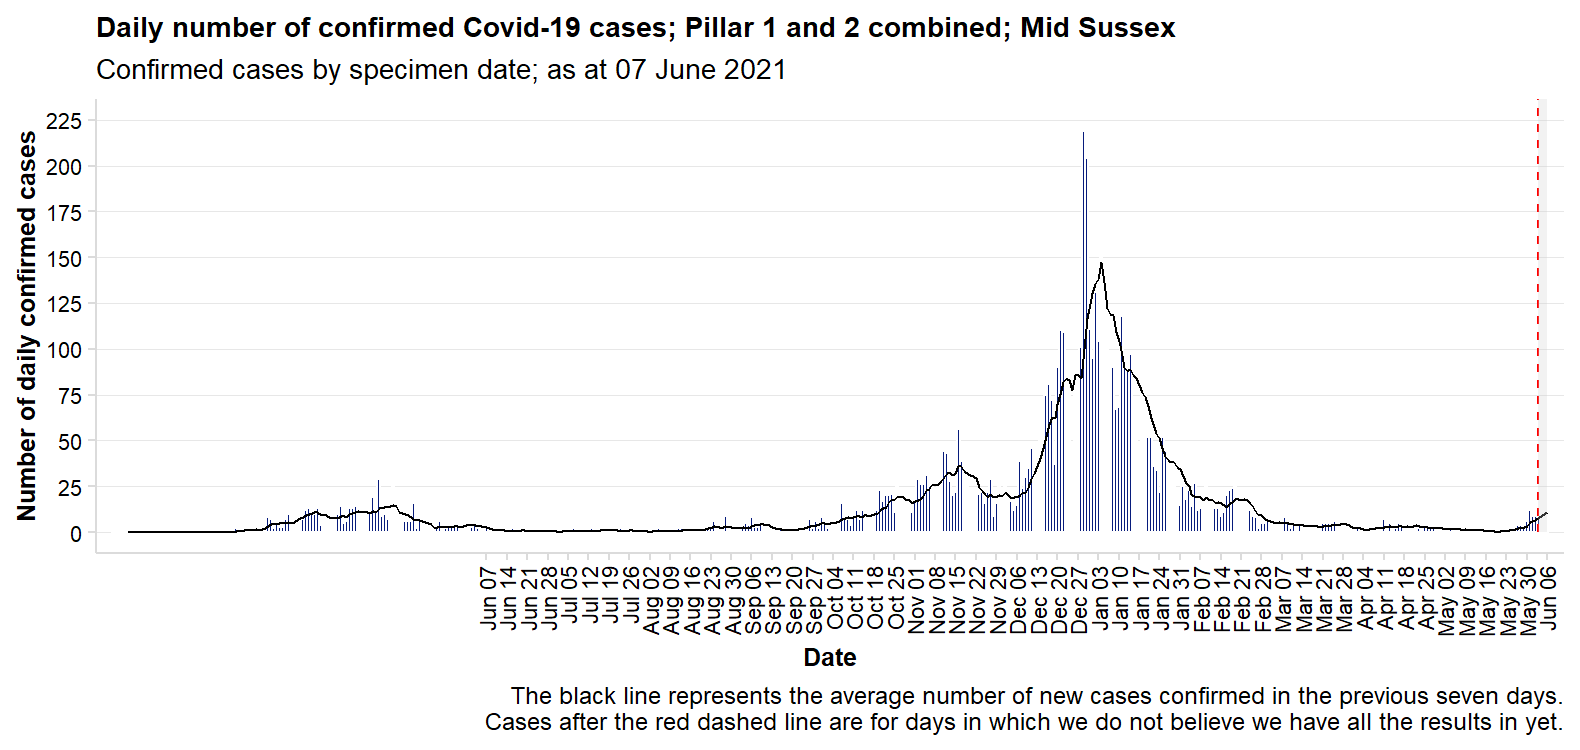 Daily number of confirmed Covid-19 cases; Pillar 1 and 2 combined; Mid Sussex
Confirmed cases by specimen date; as at 07 June 2021
Number of daily confirmed cases
225
200
175
150
125
100
75
50
25
0
Jun 07
Jun 14
Jun 21
Jun 28
Jul 05
Jul 12
Jul 19
Jul 26
Aug 02
Aug 09
Aug 16
Aug 23
Aug 30
Sep 06
Sep 13
Sep 20
Sep 27
Oct 04
Oct 11
Oct 18
Oct 25
Nov 01
Nov 08
Nov 15
Nov 22
Nov 29
Dec 06
Dec 13
Dec 20
Dec 27
Jan 03
Jan 10
Jan 17
Jan 24
Jan 31
Feb 07
Feb 14
Feb 21
Feb 28
Mar 07
Mar 14
Mar 21
Mar 28
Apr 04
Apr 11
Apr 18
Apr 25
May 02
May 09
May 16
May 23
May 30
Jun 06
Date
The black line represents the average number of new cases confirmed in the previous seven days.
Cases after the red dashed line are for days in which we do not believe we have all the results in yet.